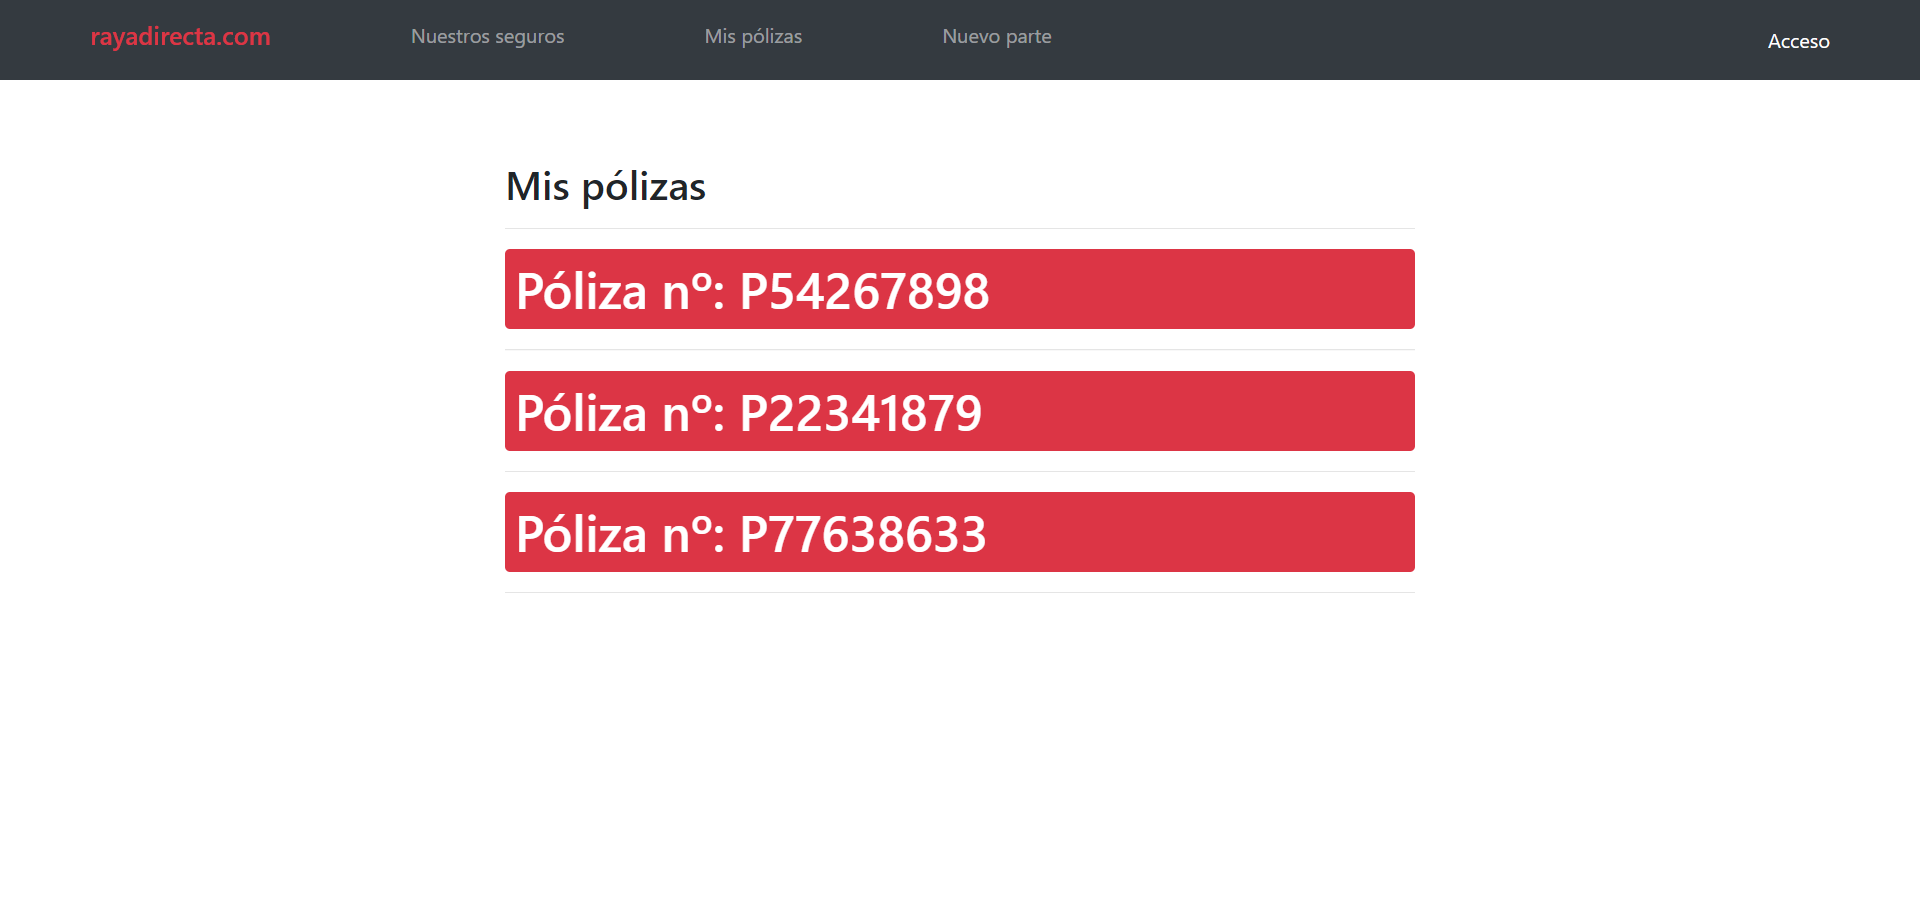 rayadirecta.com Nuestros seguros Mis pólizas Nuevo parte Acceso
Mis pólizas
Póliza nº: P54267898
Póliza nº: P22341879
Póliza nº: P77638633